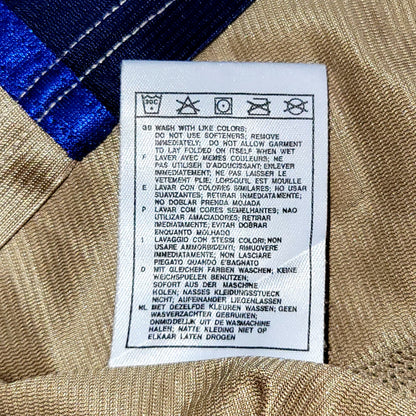 30C
GB WASH WITH LIKE COLORS;
DO NOT USE SOFTENERS; REMOVE
IMMEDIATELY; DO NOT ALLOW GARMENT
TO LAY FOLDED ON ITSELF WHEN WET
F LAVER AVEC MEMES COULEURS; NE
PAS UTILISER D'ADOUCISSANT; ENLEVER
IMMEDIATEMENT; NE PAS LAISSER LE
VETEMENT PLIE; LORSQU'IL EST MOUILLE
E LAVAR CON COLORES SIMILARES; NO USAR
SUAVIZANTES; RETIRAR INMEDIATAMENTE;
NO DOBLAR PRENDA MOJADA
P LAVAR COM CORES SEMELHANTES; NAO
UTILIZAR AMACIADORES; RETIRAR
IMEDIATAMENTE; EVITAR DOBRAR
ENQUANTO MOLHADO
I LAVAGGIO CON STESSI COLORI; NON
USARE AMMORBIDENTI; RIMUOVERE
IMMEDIATAMENTE; NON LASCIARE
PIEGATO QUANDO E'BAGNATO
D MIT GLEICHEN FARBEN WASCHEN; KEINE
WEICHSPUELER BENUTZEN;
SOFORT AUS DER MASCHINE
HOLEN; NASSES KLEIDUNGSSTUECK
NICHT; AUFEINANDER LIEGENLASSEN
NL MET DEZELFDE KLEUREN WASSEN; GEEN
WASVERZACHTER GEBRUIKEN;
ONMIDDELIJK UIT DE WASMACHINE
HALEN; NATTE KLEDING NIET OP
ELKAAR LATEN DROGEN